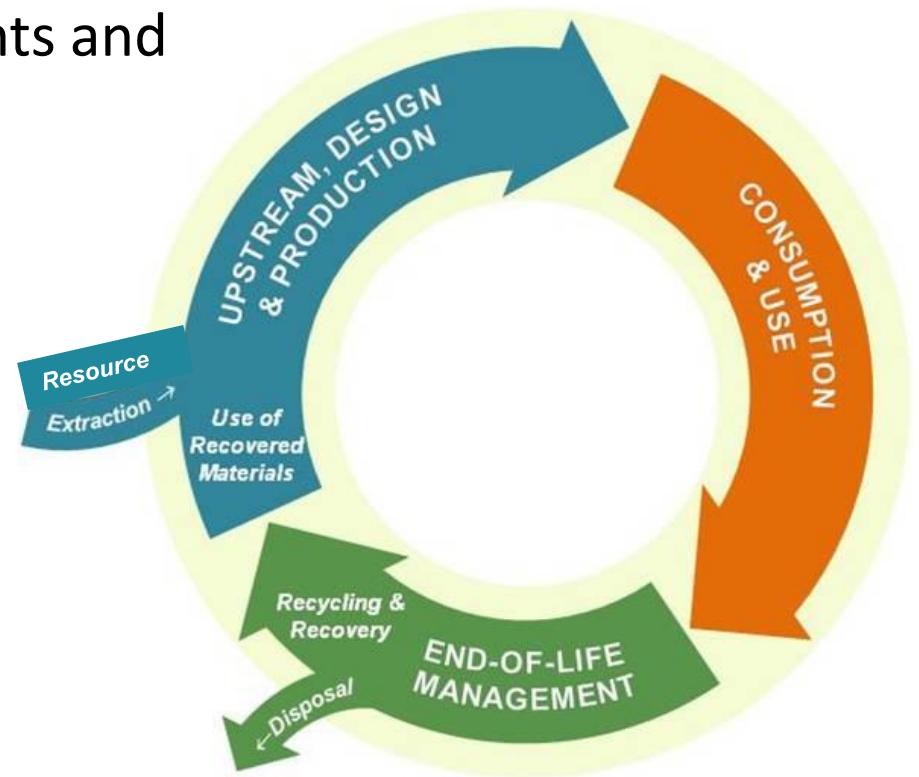 nts and
UPSTREAM, DESIGN
& PRODUCTION
CONSUMPTION
& USE
Resource
Extraction →
Use of
Recovered
Materials
Recycling &
Recovery
END-OF-LIFE
MANAGEMENT
←Disposal